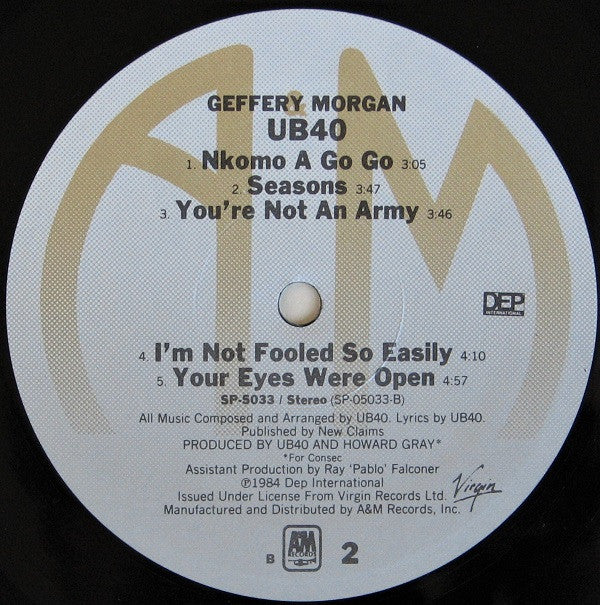 A&M
GEFFERY MORGAN
UB40
1. Nkomo A Go Go 3:05
2. Seasons 3:47
3. You're Not An Army 3:46
DEP
INTERNATIONAL
4. I'm Not Fooled So Easily 4:10
5. Your Eyes Were Open 4:57
SP-5033 / Stereo (SP-05033-B)
All Music Composed and Arranged by UB40. Lyrics by UB40.
Published by New Claims
PRODUCED BY UB40 AND HOWARD GRAY*
*For Consec
Assistant Production by Ray 'Pablo' Falconer
℗1984 Dep International
Issued Under License From Virgin Records Ltd.
Virgin
Manufactured and Distributed by A&M Records, Inc.
B A&M RECORDS 2